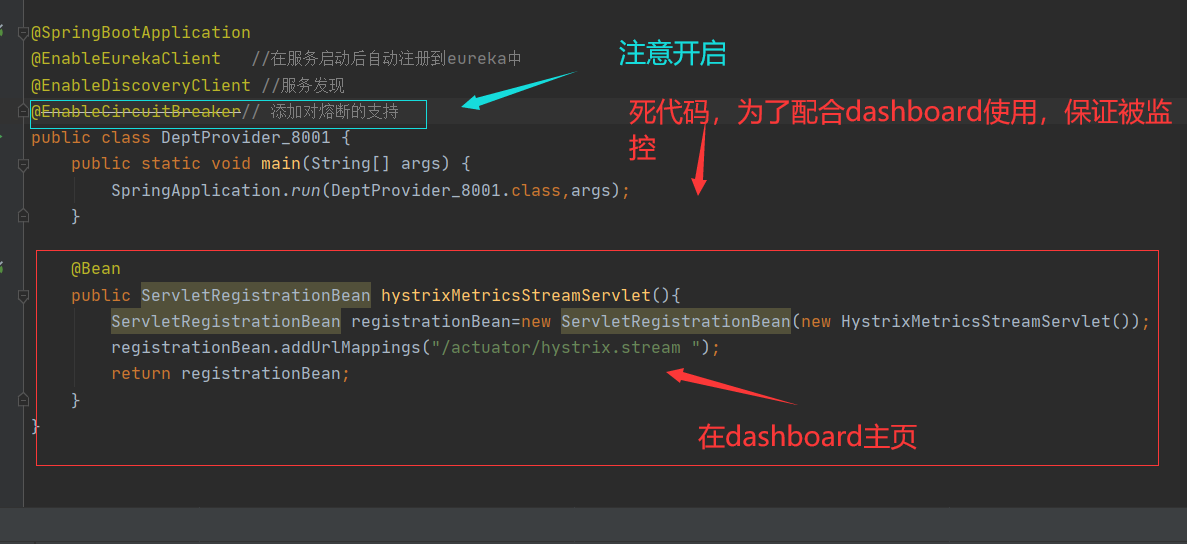 @SpringBootApplication
@EnableEurekaClient //在服务启动后自动注册到eureka中
注意开启
@EnableDiscoveryClient //服务发现
@EnableCircuitBreaker// 添加对熔断的支持
死代码，为了配合dashboard使用，保证被监
控
public class DeptProvider_8001 {
public static void main(String[] args) {
SpringApplication.run(DeptProvider_8001.class,args);
}
@Bean
public ServletRegistrationBean hystrixMetricsStreamServlet(){
ServletRegistrationBean registrationBean=new ServletRegistrationBean(new HystrixMetricsStreamServlet());
registrationBean.addUrlMappings("/actuator/hystrix.stream ");
return registrationBean;
}
}
在dashboard主页